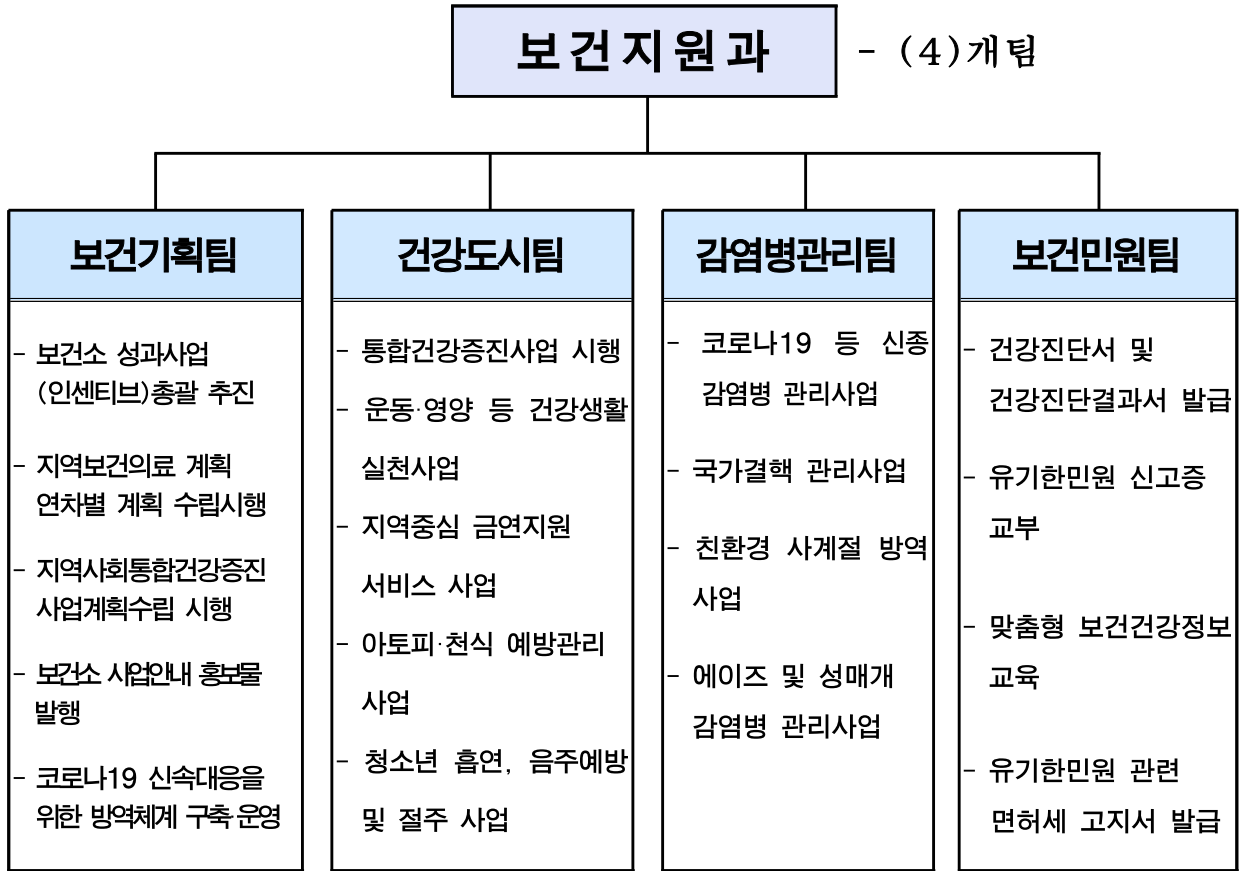 보건지원과 - (4)개팀
보건기획팀
- 보건소 성과사업
(인센티브)총괄 추진
- 지역보건의료 계획
연차별 계획 수립시행
- 지역사회통합건강증진
사업계획수립 시행
- 보건소 사업안내 홍보물
발행
- 코로나19 신속대응을
위한 방역체계 구축·운영
건강도시팀
- 통합건강증진사업 시행
- 운동·영양 등 건강생활
실천사업
- 지역중심 금연지원
서비스 사업
- 아토피·천식 예방관리
사업
- 청소년 흡연, 음주예방
및 절주 사업
감염병관리팀
- 코로나19 등 신종
감염병 관리사업
- 국가결핵 관리사업
- 친환경 사계절 방역
사업
- 에이즈 및 성매개
감염병 관리사업
보건민원팀
- 건강진단서 및
건강진단결과서 발급
- 유기한민원 신고증
교부
- 맞춤형 보건건강정보
교육
- 유기한민원 관련
면허세 고지서 발급